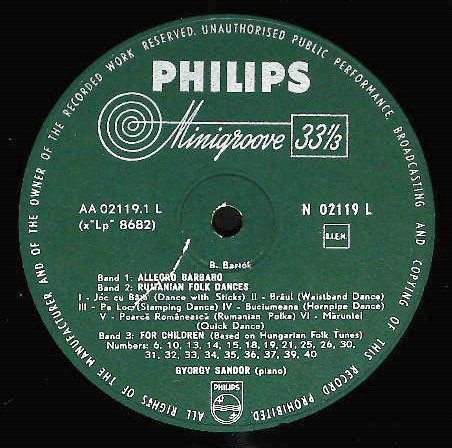 ALL RIGHTS OF THE MANUFACTURER AND OF THE OWNER OF THE RECORDED WORK RESERVED. UNAUTHORISED PUBLIC PERFORMANCE, BROADCASTING AND COPYING OF THIS RECORD PROHIBITED
PHILIPS
Minigroove 33⅓
AA 02119.1 L
(x"Lp" 8682)
N 02119 L
B.I.E.M.
B. Bartók
Band 1: ALLEGRO BARBARO
Band 2: RUMANIAN FOLK DANCES
I - Jóc cu Bâtă (Dance with Sticks) II - Brâul (Waistband Dance)
III - Pe Loc (Stamping Dance) IV - Buciumeana (Hornpipe Dance)
V - Poarcă Românească (Rumanian Polka) VI - Mărunțel
(Quick Dance)
Band 3: FOR CHILDREN (Based on Hungarian Folk Tunes)
Numbers: 6, 10, 13, 14, 15, 18, 19, 21, 25, 26, 30,
31, 32, 33, 34, 35, 36, 37, 39, 40
GYORGY SANDOR (piano)
PHILIPS